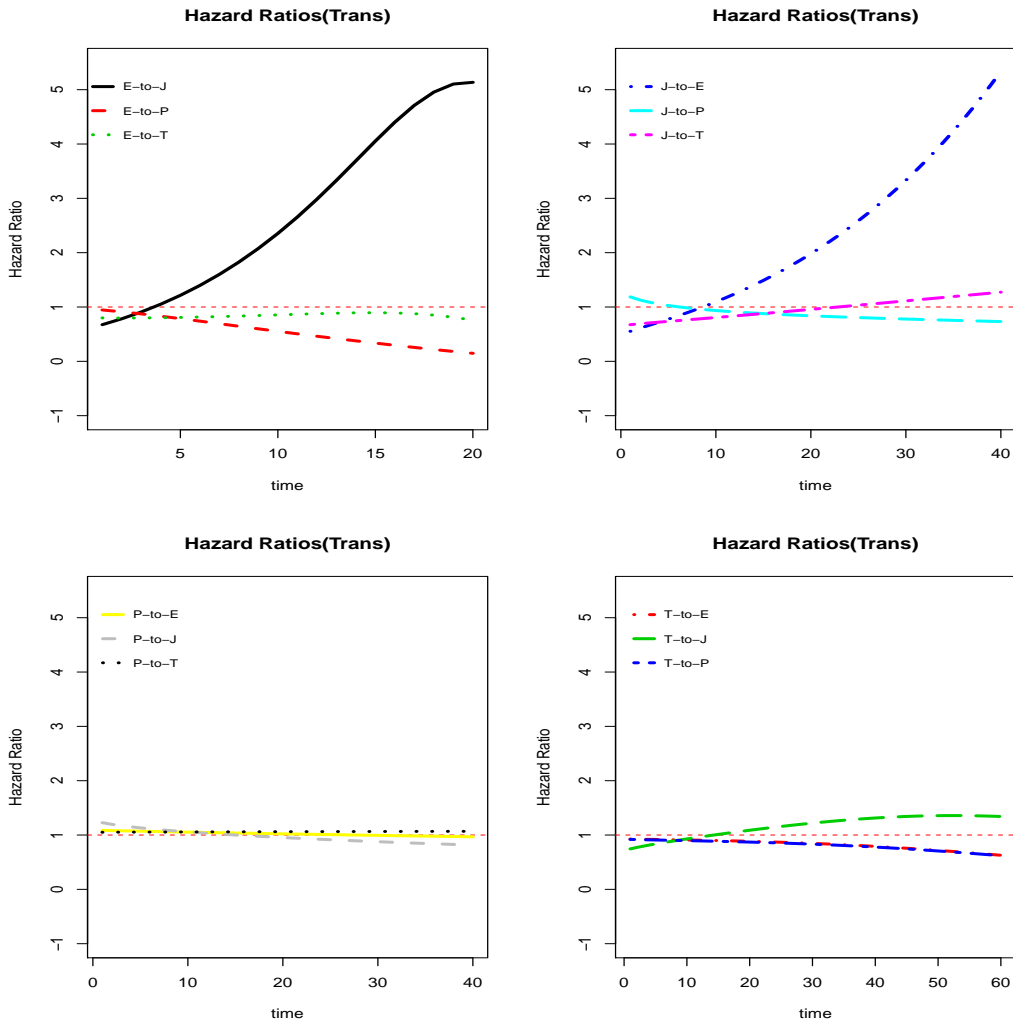 Hazard Ratios(Trans)
Hazard Ratio
5
4
3
2
1
0
−1
E−to−J
E−to−P
E−to−T
5
10
15
20
time
Hazard Ratios(Trans)
Hazard Ratio
5
4
3
2
1
0
−1
J−to−E
J−to−P
J−to−T
0
10
20
30
40
time
Hazard Ratios(Trans)
Hazard Ratio
5
4
3
2
1
0
−1
P−to−E
P−to−J
P−to−T
0
10
20
30
40
time
Hazard Ratios(Trans)
Hazard Ratio
5
4
3
2
1
0
−1
T−to−E
T−to−J
T−to−P
0
10
20
30
40
50
60
time